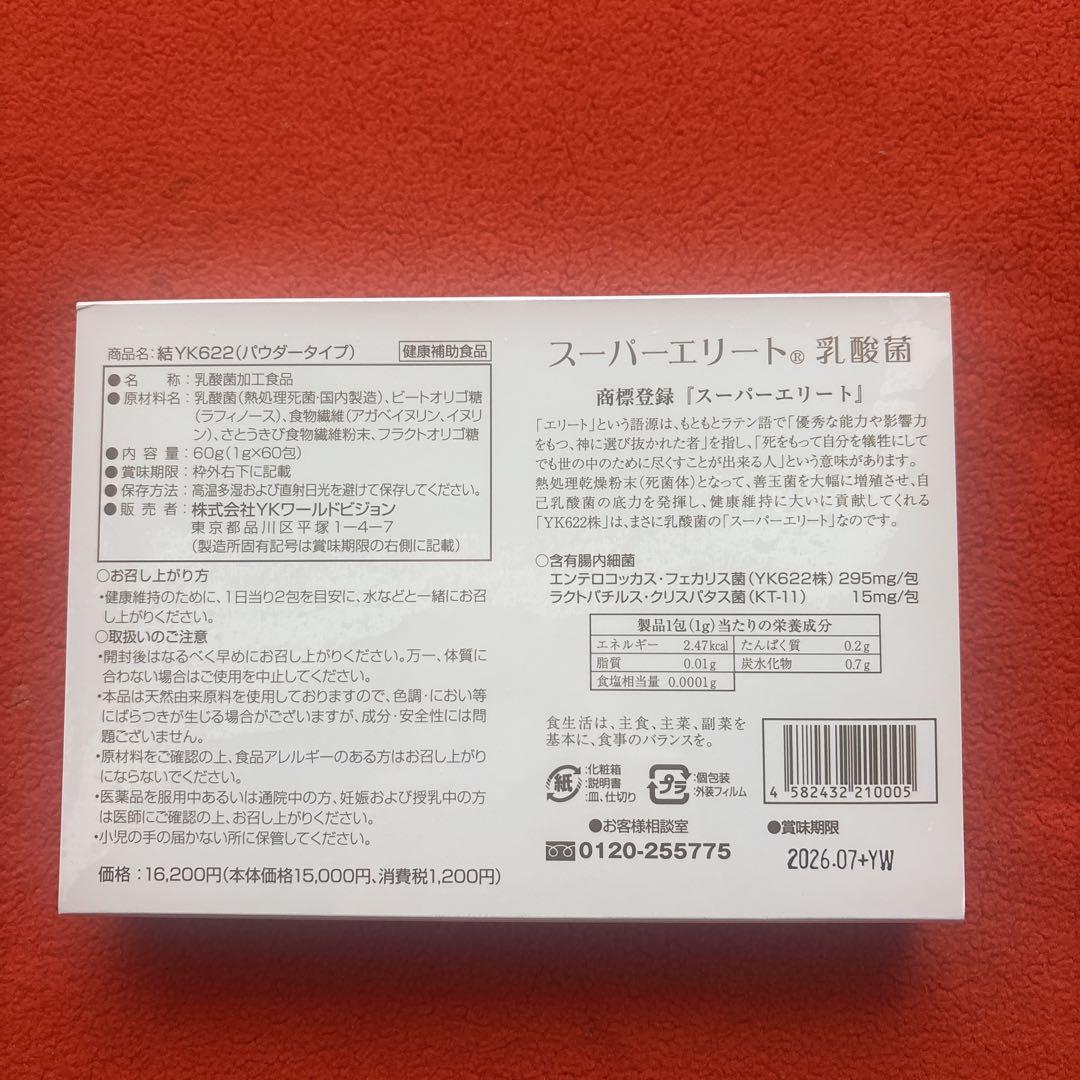 商品名:結YK622(パウダータイプ) 健康補助食品
●名　　称:乳酸菌加工食品
●原材料名:乳酸菌(熱処理死菌・国内製造)、ビートオリゴ糖
(ラフィノース)、食物繊維(アガベイヌリン、イヌリ
ン)、さとうきび食物繊維粉末、フラクトオリゴ糖
●内 容 量:60g(1g×60包)
●賞味期限:枠外右下に記載
●保存方法:高温多湿および直射日光を避けて保存してください。
●販 売 者:株式会社YKワールドビジョン
東京都品川区平塚1-4-7
(製造所固有記号は賞味期限の右側に記載)
○お召し上がり方
・健康維持のために、1日当り2包を目安に、水などと一緒にお召
し上がりください。
○取扱いのご注意
・開封後はなるべく早めにお召し上がりください。万一、体質に
合わない場合はご使用を中止してください。
・本品は天然由来原料を使用しておりますので、色調・におい等
にばらつきが生じる場合がございますが、成分・安全性には問
題ございません。
・原材料をご確認の上、食品アレルギーのある方はお召し上がり
にならないでください。
・医薬品を服用中あるいは通院中の方、妊娠および授乳中の方
は医師にご確認の上、お召し上がりください。
・小児の手の届かない所に保管してください。
価格:16,200円(本体価格15,000円、消費税1,200円)
スーパーエリート® 乳酸菌
商標登録『スーパーエリート』
「エリート」という語源は、もともとラテン語で「優秀な能力や影響力
をもつ、神に選び抜かれた者」を指し、「死をもって自分を犠牲にして
でも世の中のために尽くすことが出来る人」という意味があります。
熱処理乾燥粉末(死菌体)となって、善玉菌を大幅に増殖させ、自
己乳酸菌の底力を発揮し、健康維持に大いに貢献してくれる
「YK622株」は、まさに乳酸菌の「スーパーエリート」なのです。
○含有腸内細菌
エンテロコッカス・フェカリス菌(YK622株) 295mg/包
ラクトバチルス・クリスパタス菌(KT-11) 15mg/包
製品1包(1g)当たりの栄養成分
エネルギー 2.47kcal たんぱく質 0.2g
脂質 0.01g 炭水化物 0.7g
食塩相当量 0.0001g
食生活は、主食、主菜、副菜を
基本に、食事のバランスを。
紙 :化粧箱
:説明書
:皿、仕切り
プラ :個包装
:外装フィルム
4 582432 210005
●お客様相談室
0120-255775
●賞味期限
2026.07+YW